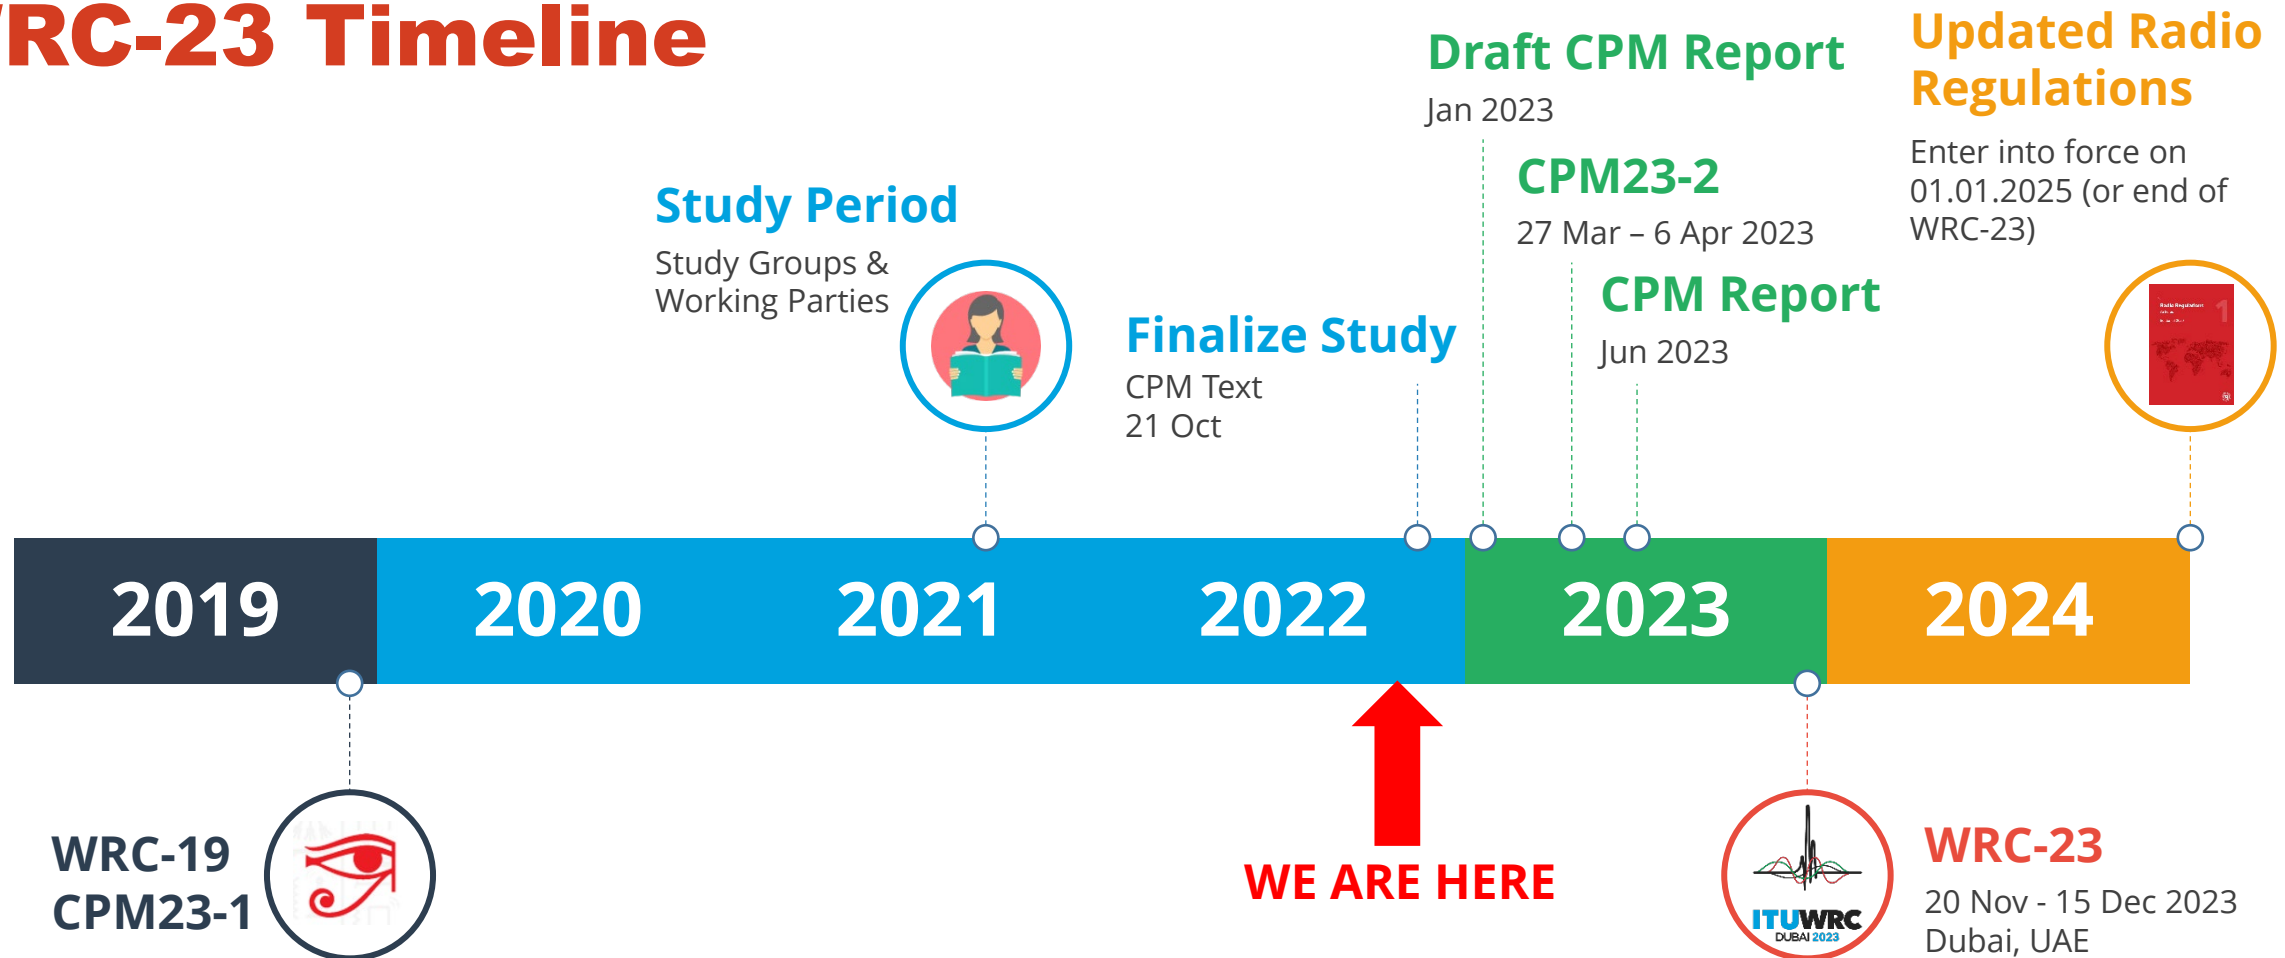 RC-23 Timeline
Draft CPM Report
Jan 2023
Updated Radio
Regulations
Enter into force on
01.01.2025 (or end of
WRC-23)
CPM23-2
27 Mar – 6 Apr 2023
Study Period
Study Groups &
Working Parties
CPM Report
Jun 2023
Finalize Study
CPM Text
21 Oct
Radio Regulations
1
2019
2020
2021
2022
2023
2024
WE ARE HERE
WRC-19
CPM23-1
ITUWRC
DUBAI 2023
WRC-23
20 Nov - 15 Dec 2023
Dubai, UAE